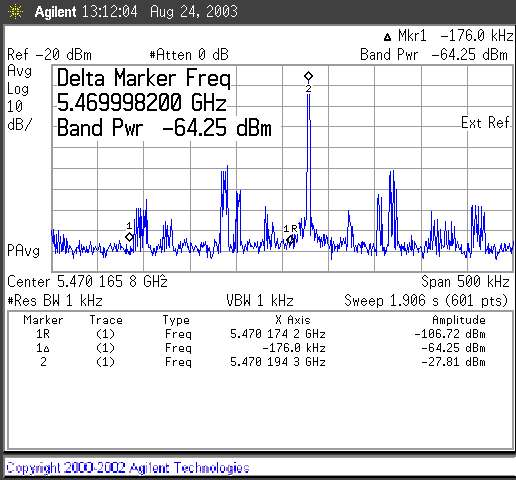 Agilent 13:12:04 Aug 24, 2003
Δ Mkr1 -176.0 kHz
Ref -20 dBm #Atten 0 dB Band Pwr -64.25 dBm
Avg
Log
10
dB/
Delta Marker Freq
5.469998200 GHz
Band Pwr -64.25 dBm
2
Ext Ref
1
1R
PAvg
Center 5.470 165 8 GHz Span 500 kHz
#Res BW 1 kHz VBW 1 kHz Sweep 1.906 s (601 pts)
Marker Trace Type X Axis Amplitude
1R (1) Freq 5.470 174 2 GHz -106.72 dBm
1Δ (1) Freq -176.0 kHz -64.25 dBm
2 (1) Freq 5.470 194 3 GHz -27.81 dBm
Copyright 2000-2002 Agilent Technologies